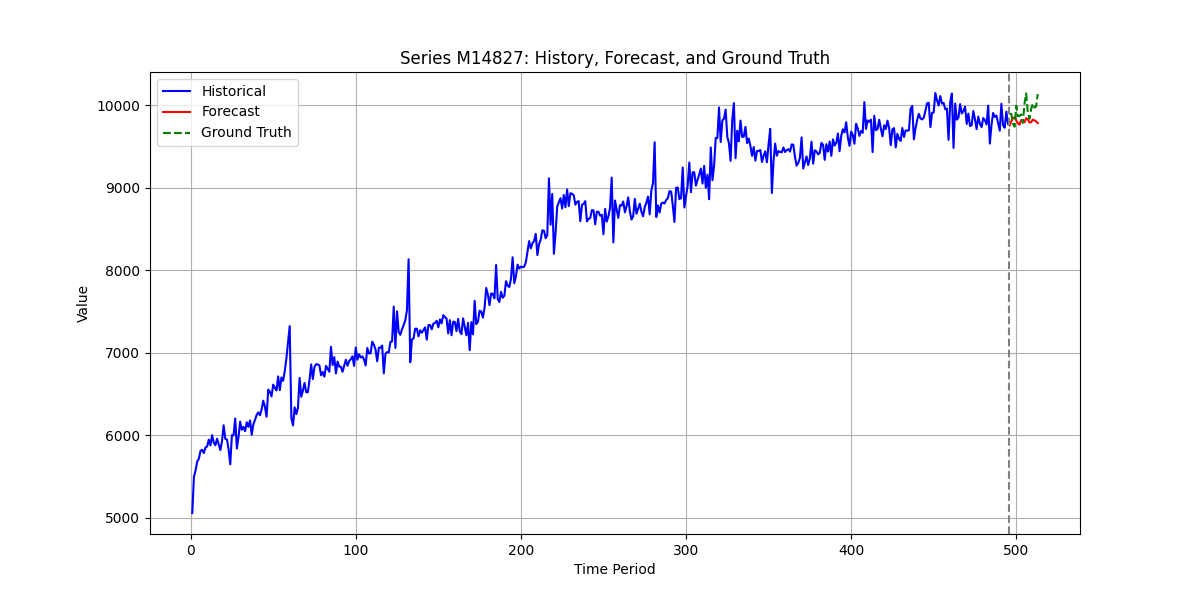 Series M14827: History, Forecast, and Ground Truth
Historical
Forecast
Ground Truth
10000
9000
8000
7000
6000
5000
Value
0 100 200 300 400 500
Time Period